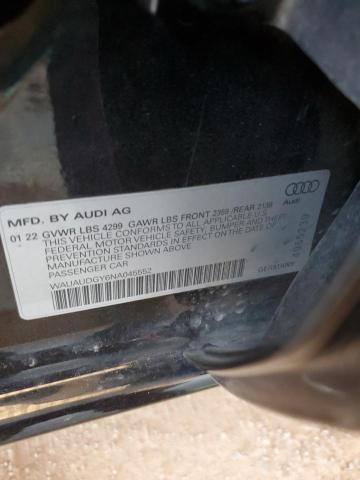 MFD. BY AUDI AG
Audi
01 22 GVWR LBS 4299 GAWR LBS FRONT 2359 /REAR 2138
THIS VEHICLE CONFORMS TO ALL APPLICABLE U.S.
FEDERAL MOTOR VEHICLE SAFETY, BUMPER AND THEFT
PREVENTION STANDARDS IN EFFECT ON THE DATE OF
MANUFACTURE SHOWN ABOVE.
PASSENGER CAR
WAUAUDGY6NA045552